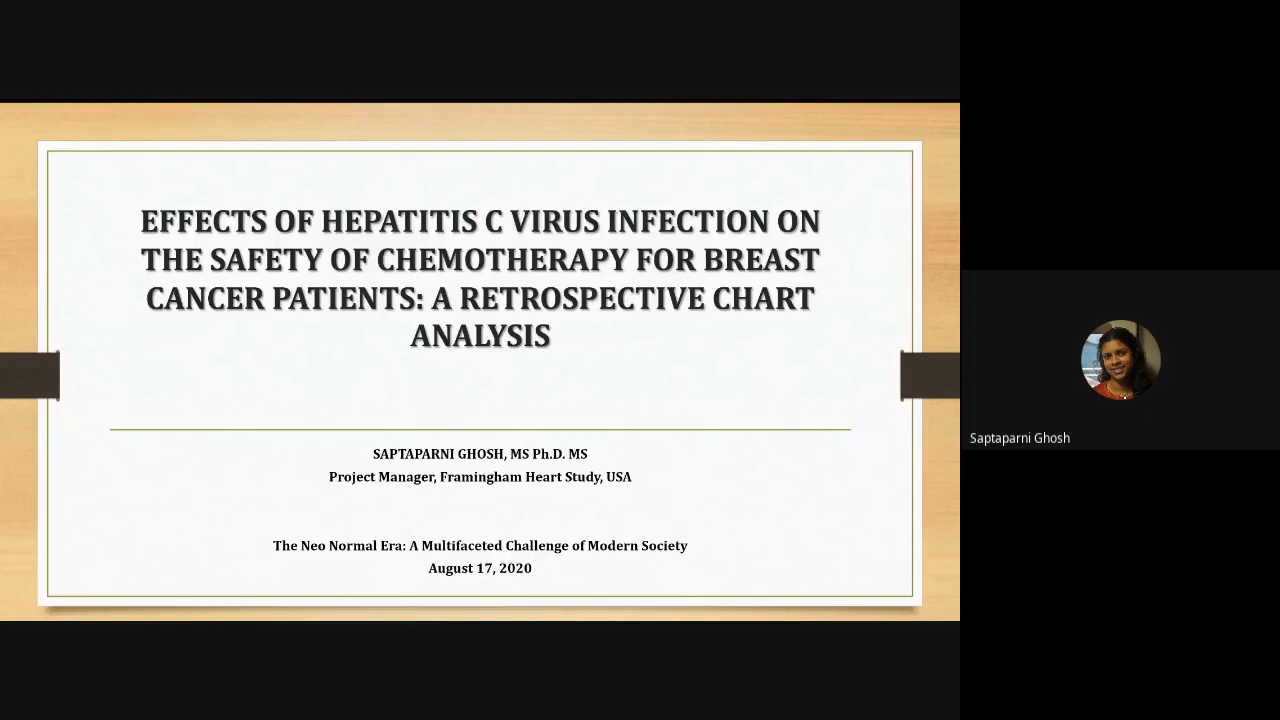 EFFECTS OF HEPATITIS C VIRUS INFECTION ON
THE SAFETY OF CHEMOTHERAPY FOR BREAST
CANCER PATIENTS: A RETROSPECTIVE CHART
ANALYSIS
SAPTAPARNI GHOSH, MS Ph.D. MS
Project Manager, Framingham Heart Study, USA
The Neo Normal Era: A Multifaceted Challenge of Modern Society
August 17, 2020
Saptaparni Ghosh